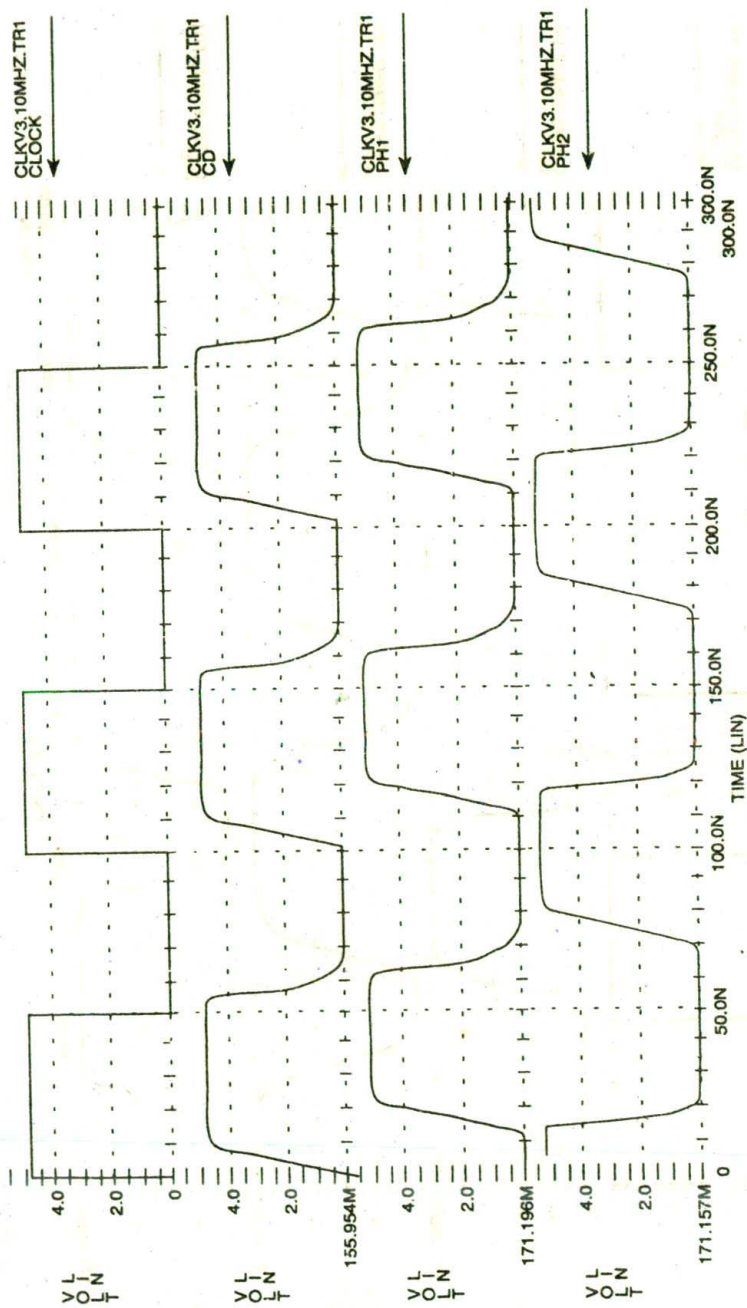 CLKV3.10MHZ.TR1
CLOCK
CLKV3.10MHZ.TR1
CD
CLKV3.10MHZ.TR1
PH1
CLKV3.10MHZ.TR1
PH2
VOLT LIN
4.0
2.0
0
VOLT LIN
4.0
2.0
155.954M
VOLT LIN
4.0
2.0
171.196M
VOLT LIN
4.0
2.0
171.157M
0
50.0N
100.0N
150.0N
200.0N
250.0N
300.0N
300.0N
TIME (LIN)